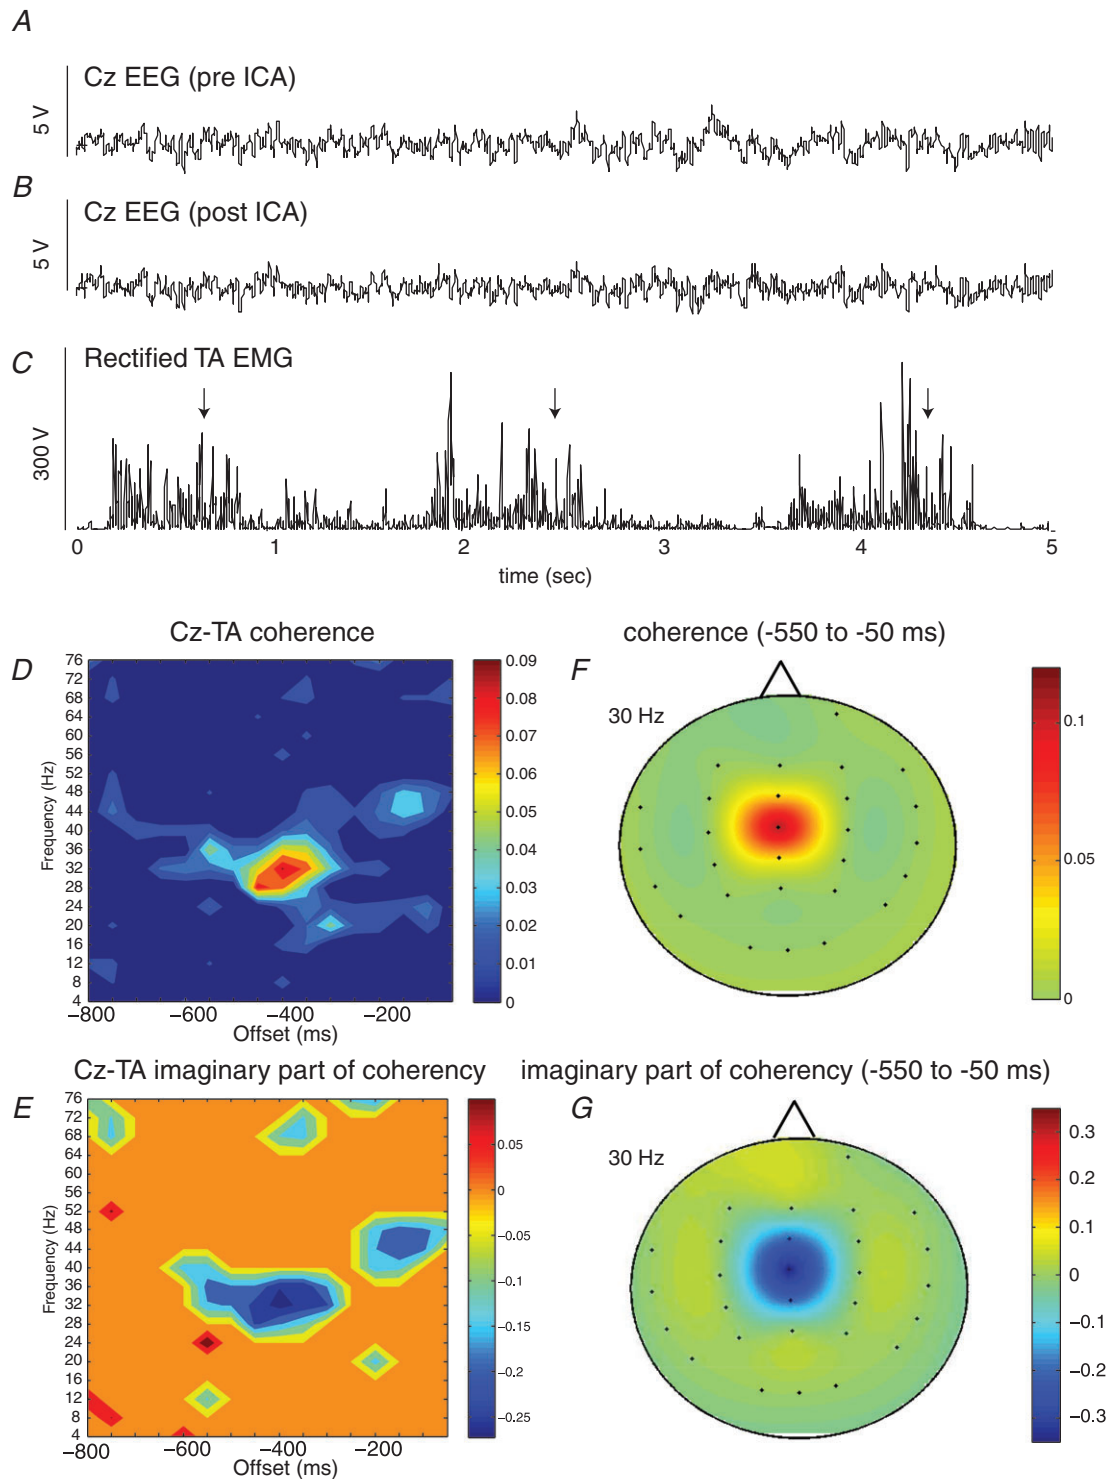 A
Cz EEG (pre ICA)
5 V
B
Cz EEG (post ICA)
5 V
C
Rectified TA EMG
300 V
0 1 2 3 4 5
time (sec)
Cz-TA coherence
D
76
72
68
64
60
56
52
48
44
40
36
32
28
24
20
16
12
8
4
Frequency (Hz)
-800 -600 -400 -200
Offset (ms)
0.09
0.08
0.07
0.06
0.05
0.04
0.03
0.02
0.01
0
coherence (-550 to -50 ms)
F
30 Hz
0.1
0.05
0
Cz-TA imaginary part of coherency
E
76
72
68
64
60
56
52
48
44
40
36
32
28
24
20
16
12
8
4
Frequency (Hz)
-800 -600 -400 -200
Offset (ms)
0.05
0
-0.05
-0.1
-0.15
-0.2
-0.25
imaginary part of coherency (-550 to -50 ms)
G
30 Hz
0.3
0.2
0.1
0
-0.1
-0.2
-0.3